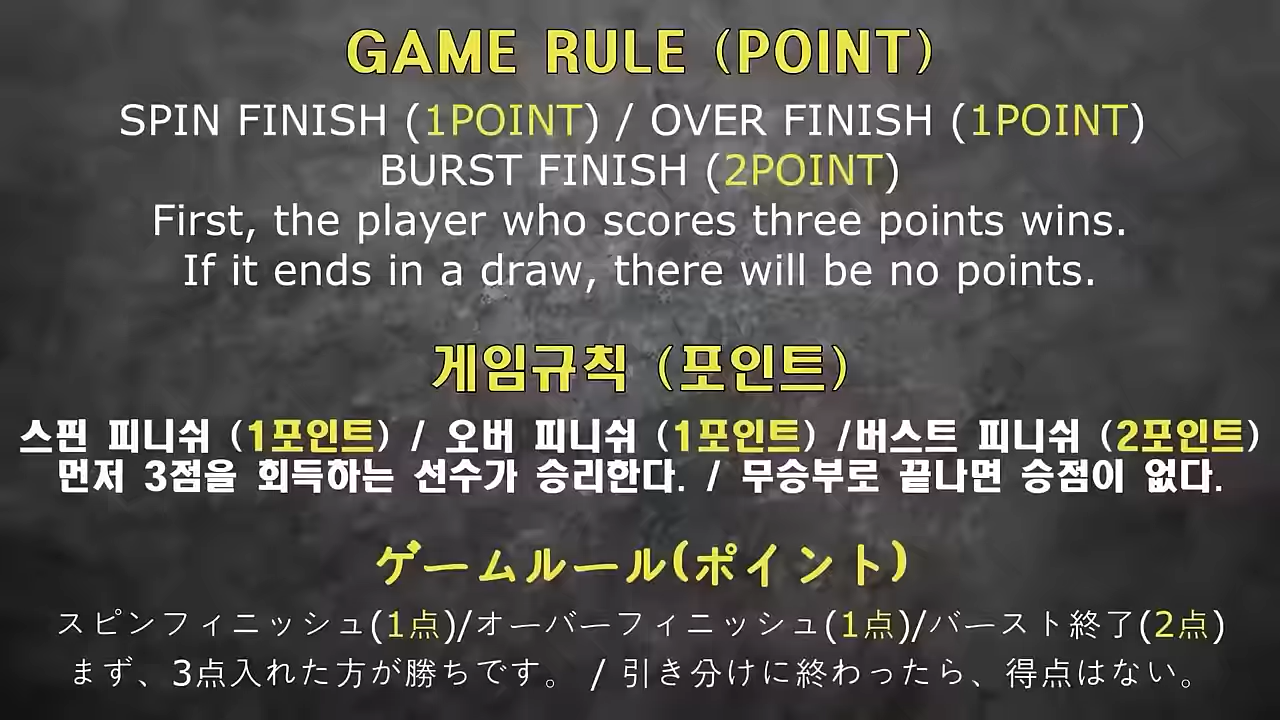 GAME RULE (POINT)
SPIN FINISH (1POINT) / OVER FINISH (1POINT)
BURST FINISH (2POINT)
First, the player who scores three points wins.
If it ends in a draw, there will be no points.
게임규칙 (포인트)
스핀 피니쉬 (1포인트) / 오버 피니쉬 (1포인트) /버스트 피니쉬 (2포인트)
먼저 3점을 획득하는 선수가 승리한다. / 무승부로 끝나면 승점이 없다.
ゲームルール(ポイント)
スピンフィニッシュ(1点)/オーバーフィニッシュ(1点)/バースト終了(2点)
まず、3点入れた方が勝ちです。 / 引き分けに終わったら、得点はない。